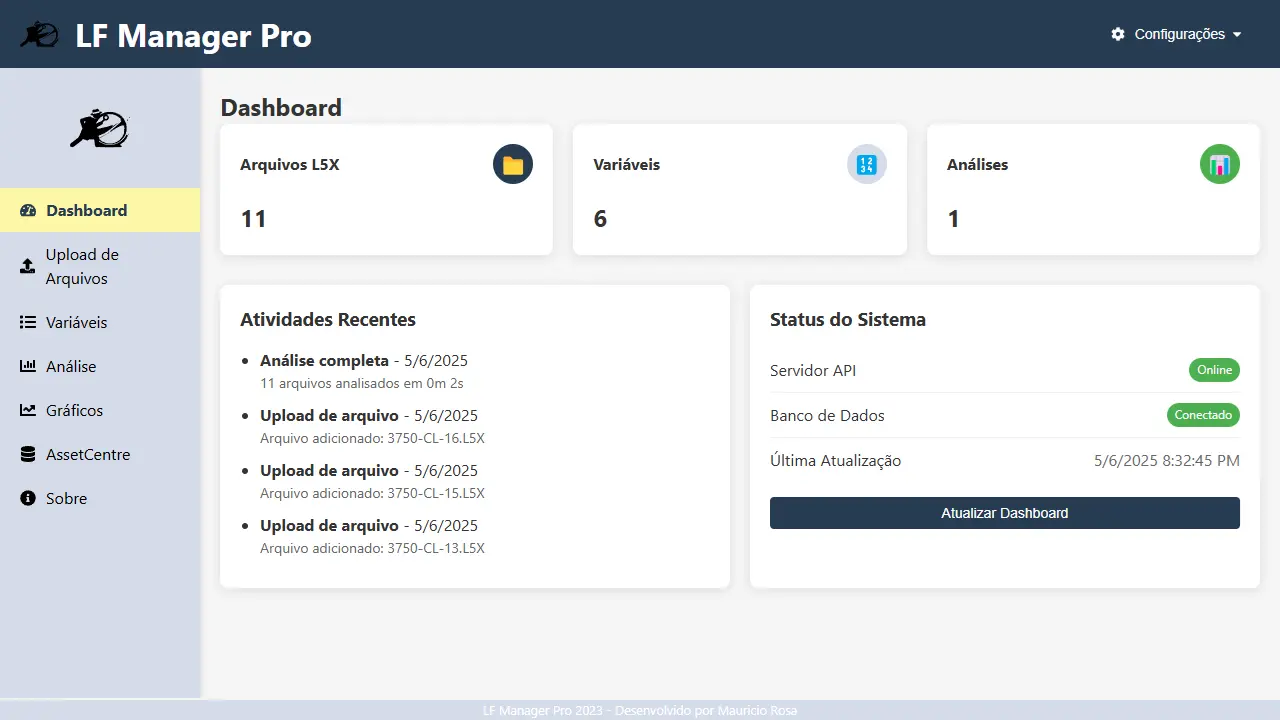 LF Manager Pro
Configurações
Dashboard
Upload de
Arquivos
Variáveis
Análise
Gráficos
AssetCentre
Sobre
Dashboard
Arquivos L5X
11
Variáveis
6
Análises
1
Atividades Recentes
Análise completa - 5/6/2025
11 arquivos analisados em 0m 2s
Upload de arquivo - 5/6/2025
Arquivo adicionado: 3750-CL-16.L5X
Upload de arquivo - 5/6/2025
Arquivo adicionado: 3750-CL-15.L5X
Upload de arquivo - 5/6/2025
Arquivo adicionado: 3750-CL-13.L5X
Status do Sistema
Servidor API Online
Banco de Dados Conectado
Última Atualização 5/6/2025 8:32:45 PM
Atualizar Dashboard
LF Manager Pro 2023 - Desenvolvido por Mauricio Rosa